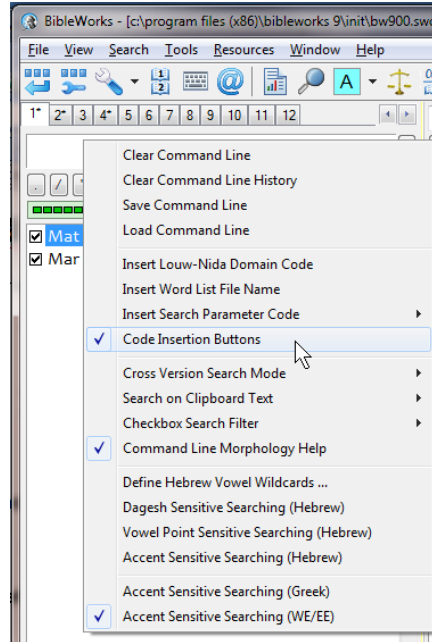 BibleWorks - [c:\program files (x86)\bibleworks 9\init\bw900.swc
File View Search Tools Resources Window Help
1 2 A
1* 2* 3 4* 5 6 7 8 9 10 11 12
. /
Clear Command Line
Clear Command Line History
Save Command Line
Load Command Line
Mat
Mar
Insert Louw-Nida Domain Code
Insert Word List File Name
Insert Search Parameter Code
Code Insertion Buttons
Cross Version Search Mode
Search on Clipboard Text
Checkbox Search Filter
Command Line Morphology Help
Define Hebrew Vowel Wildcards ...
Dagesh Sensitive Searching (Hebrew)
Vowel Point Sensitive Searching (Hebrew)
Accent Sensitive Searching (Hebrew)
Accent Sensitive Searching (Greek)
Accent Sensitive Searching (WE/EE)